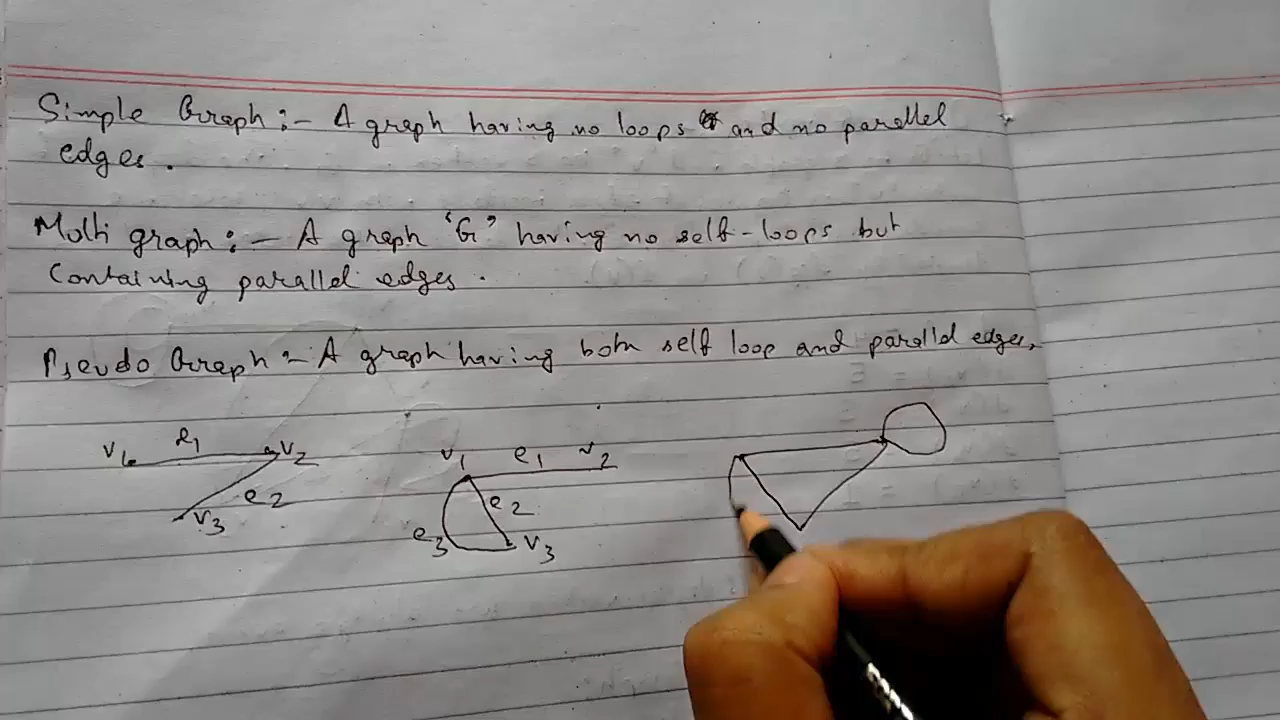 Simple Graph :- A graph having no loops and no parallel
edges .
Multi graph :- A graph 'G' having no self-loops but
Containing parallel edges .
Pseudo Graph - A graph having both self loop and paralld edges,
v1 e1 v2
e2
v3
v1 e1 v2
e2
e3 v3